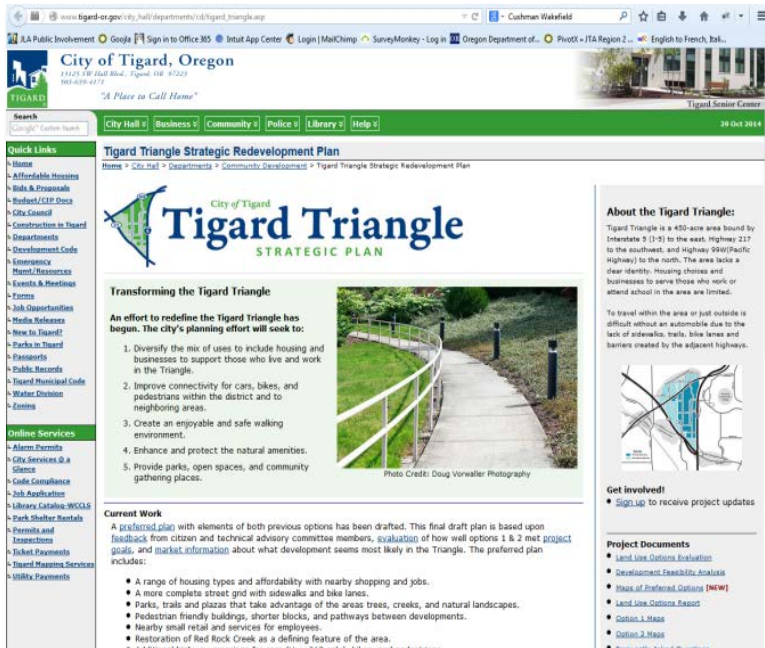 www.tigard-or.gov/city_hall/departments/cd/tigard_triangle.asp
Cushman Wakefield
JLA Public Involvement
Google
Sign in to Office 365
Intuit App Center
Login | MailChimp
SurveyMonkey - Log in
Oregon Department of...
PivotX » JTA Region 2 ...
English to French, Itali...
City of Tigard, Oregon
13125 SW Hall Blvd., Tigard, OR 97223
503-639-4171
"A Place to Call Home"
TIGARD
Tigard Senior Center
Search
Google™ Custom Search
City Hall
Business
Community
Police
Library
Help
29 Oct 2014
Quick Links
Home
Affordable Housing
Bids & Proposals
Budget/CIP Docs
City Council
Construction in Tigard
Departments
Development Code
Emergency
Mgmt/Resources
Events & Meetings
Forms
Job Opportunities
Media Releases
New to Tigard?
Parks in Tigard
Passports
Public Records
Tigard Municipal Code
Water Division
Zoning
Online Services
Alarm Permits
City Services @ a
Glance
Code Compliance
Job Application
Library Catalog-WCCLS
Park Shelter Rentals
Permits and
Inspections
Ticket Payments
Tigard Mapping Services
Utility Payments
Tigard Triangle Strategic Redevelopment Plan
Home > City Hall > Departments > Community Development > Tigard Triangle Strategic Redevelopment Plan
City of Tigard
Tigard Triangle
STRATEGIC PLAN
Transforming the Tigard Triangle
An effort to redefine the Tigard Triangle has
begun. The city's planning effort will seek to:
1. Diversify the mix of uses to include housing and
businesses to support those who live and work
in the Triangle.
2. Improve connectivity for cars, bikes, and
pedestrians within the district and to
neighboring areas.
3. Create an enjoyable and safe walking
environment.
4. Enhance and protect the natural amenities.
5. Provide parks, open spaces, and community
gathering places.
Photo Credit: Doug Vorwaller Photography
Current Work
A preferred plan with elements of both previous options has been drafted. This final draft plan is based upon
feedback from citizen and technical advisory committee members, evaluation of how well options 1 & 2 met project
goals, and market information about what development seems most likely in the Triangle. The preferred plan
includes:
• A range of housing types and affordability with nearby shopping and jobs.
• A more complete street grid with sidewalks and bike lanes.
• Parks, trails and plazas that take advantage of the areas trees, creeks, and natural landscapes.
• Pedestrian friendly buildings, shorter blocks, and pathways between developments.
• Nearby small retail and services for employees.
• Restoration of Red Rock Creek as a defining feature of the area.
About the Tigard Triangle:
Tigard Triangle is a 450-acre area bound by
Interstate 5 (I-5) to the east, Highway 217
to the southwest, and Highway 99W(Pacific
Highway) to the north. The area lacks a
clear identity. Housing choices and
businesses to serve those who work or
attend school in the area are limited.
To travel within the area or just outside is
difficult without an automobile due to the
lack of sidewalks, trails, bike lanes and
barriers created by the adjacent highways.
Get involved!
• Sign up to receive project updates
Project Documents
• Land Use Options Evaluation
• Development Feasibility Analysis
• Maps of Preferred Options [NEW]
• Land Use Options Report
• Option 1 Maps
• Option 2 Maps